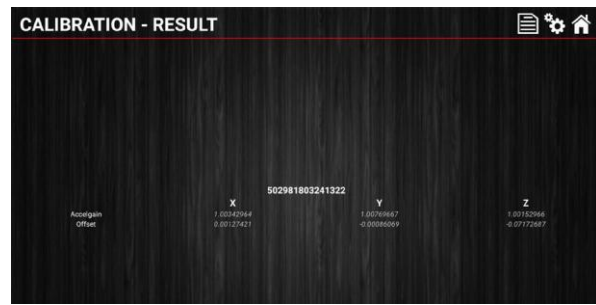 CALIBRATION - RESULT
502981803241322
X Y Z
Accelgain 1.00342964 1.00769667 1.00152966
Offset 0.00127421 -0.00086069 -0.07172687